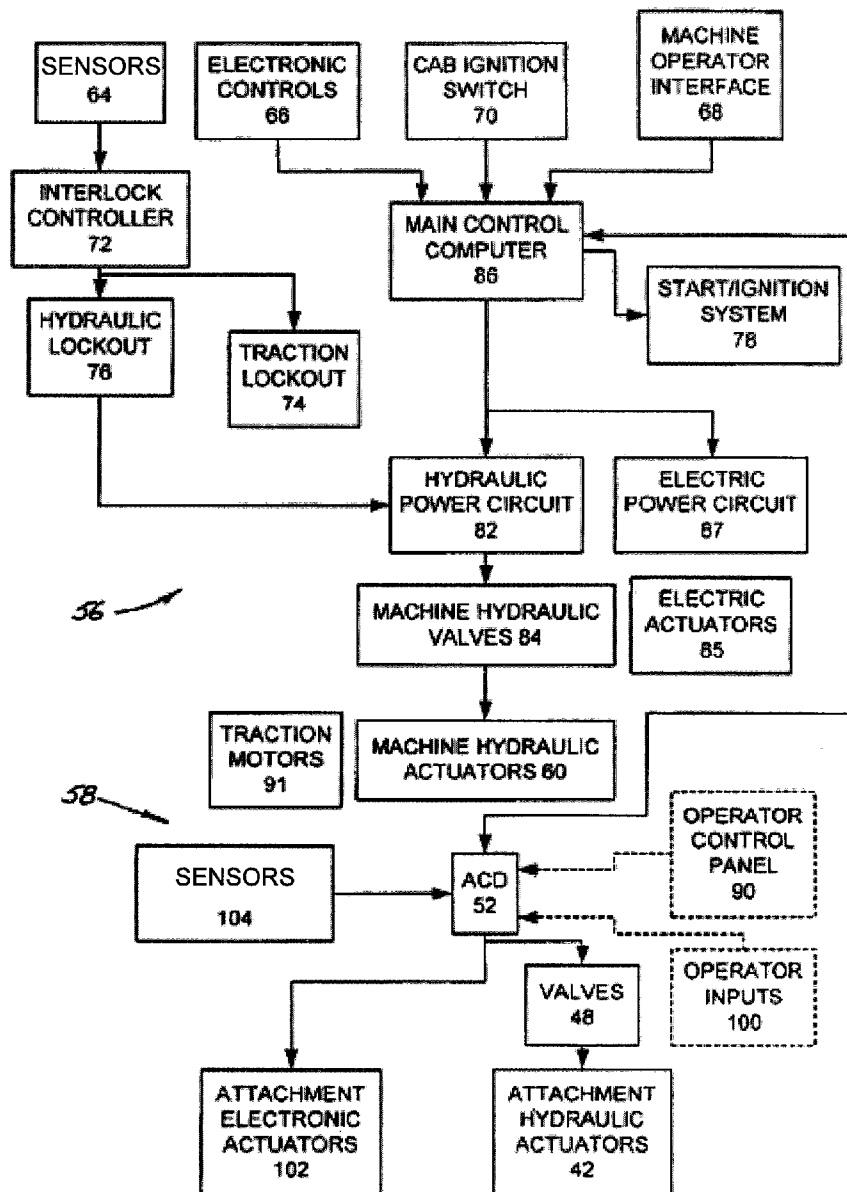 SENSORS
64
ELECTRONIC
CONTROLS
66
CAB IGNITION
SWITCH
70
MACHINE
OPERATOR
INTERFACE
68
INTERLOCK
CONTROLLER
72
MAIN CONTROL
COMPUTER
86
HYDRAULIC
LOCKOUT
76
TRACTION
LOCKOUT
74
START/IGNITION
SYSTEM
78
HYDRAULIC
POWER CIRCUIT
82
ELECTRIC
POWER CIRCUIT
87
56
MACHINE HYDRAULIC
VALVES 84
ELECTRIC
ACTUATORS
85
TRACTION
MOTORS
91
MACHINE HYDRAULIC
ACTUATORS 60
58
SENSORS
104
ACD
52
OPERATOR
CONTROL
PANEL
90
VALVES
48
OPERATOR
INPUTS
100
ATTACHMENT
ELECTRONIC
ACTUATORS
102
ATTACHMENT
HYDRAULIC
ACTUATORS
42